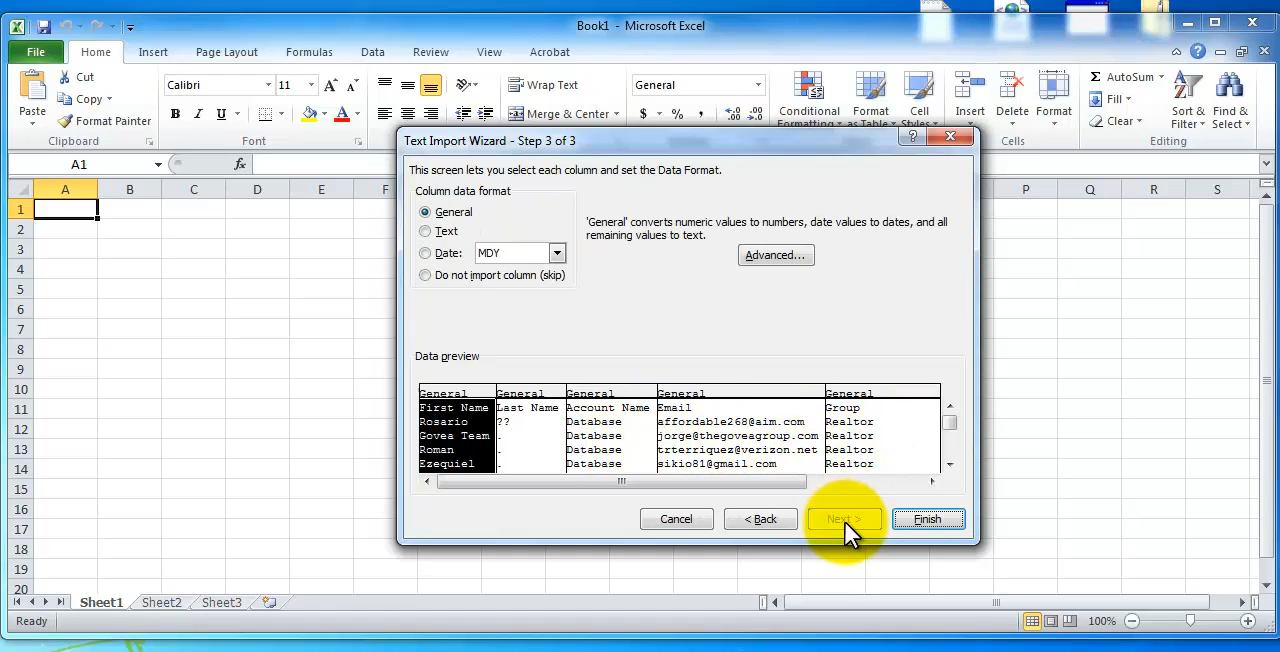 Book1 - Microsoft Excel
File Home Insert Page Layout Formulas Data Review View Acrobat
Paste
Cut
Copy
Format Painter
Clipboard
Calibri 11
B I U A
Font
Wrap Text
Merge & Center
General
$ % ,
Conditional
Formatting
Format
as Table
Cell
Styles
Insert Delete Format
Cells
AutoSum
Fill
Clear
Sort &
Filter
Find &
Select
Editing
A1 fx
A B C D E F P Q R S
1
2
3
4
5
6
7
8
9
10
11
12
13
14
15
16
17
18
19
20
Text Import Wizard - Step 3 of 3
This screen lets you select each column and set the Data Format.
Column data format
General
Text
Date: MDY
Do not import column (skip)
'General' converts numeric values to numbers, date values to dates, and all
remaining values to text.
Advanced...
Data preview
General General General General General
First Name Last Name Account Name Email Group
Rosario ?? Database affordable268@aim.com Realtor
Govea Team . Database jorge@thegoveagroup.com Realtor
Roman . Database trterriquez@verizon.net Realtor
Ezequiel . Database sikio81@gmail.com Realtor
Cancel < Back Next > Finish
Sheet1 Sheet2 Sheet3
Ready 100%